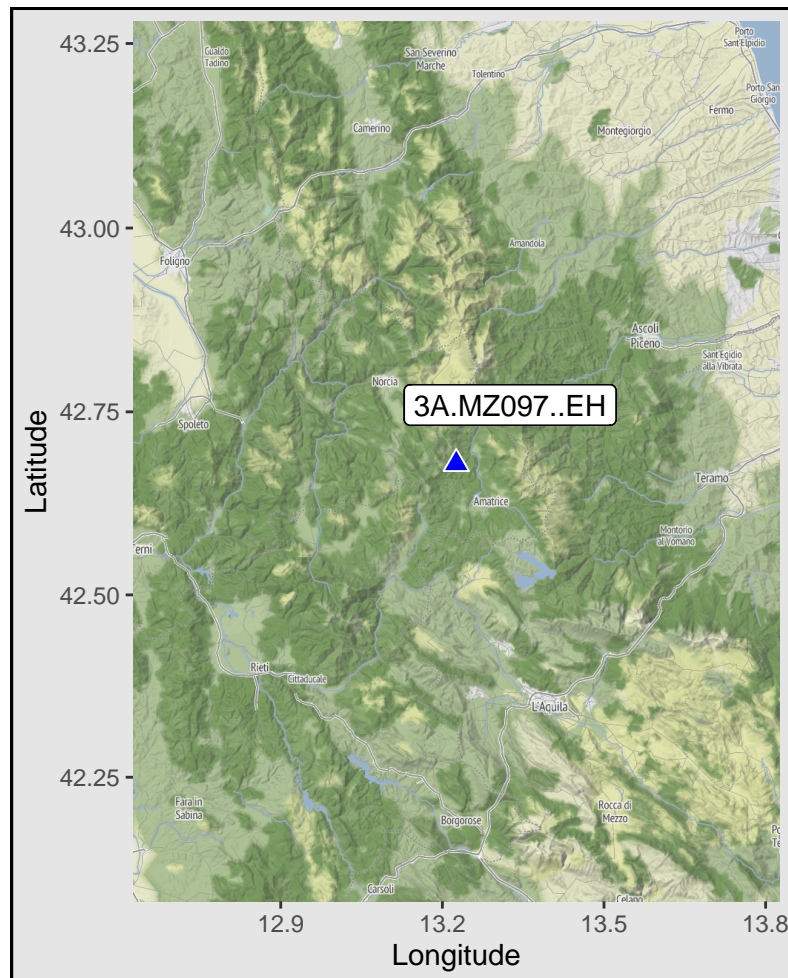 43.25
43.00
42.75
42.50
42.25
Latitude
Gualdo
Tadino
San Severino
Marche
Tolentino
Porto
Sant'Elpidio
Porto San
Giorgio
Fermo
Camerino
Montegiorgio
Foligno
Amandola
Ascoli
Piceno
Sant'Egidio
alla Vibrata
Norcia
3A.MZ097..EH
Spoleto
Amatrice
Teramo
Montorio
al Vomano
erni
Rieti
Cittaducale
L'Aquila
Fara in
Sabina
Borgorose
Rocca di
Mezzo
Carsoli
Celano
12.9
13.2
13.5
13.8
Longitude